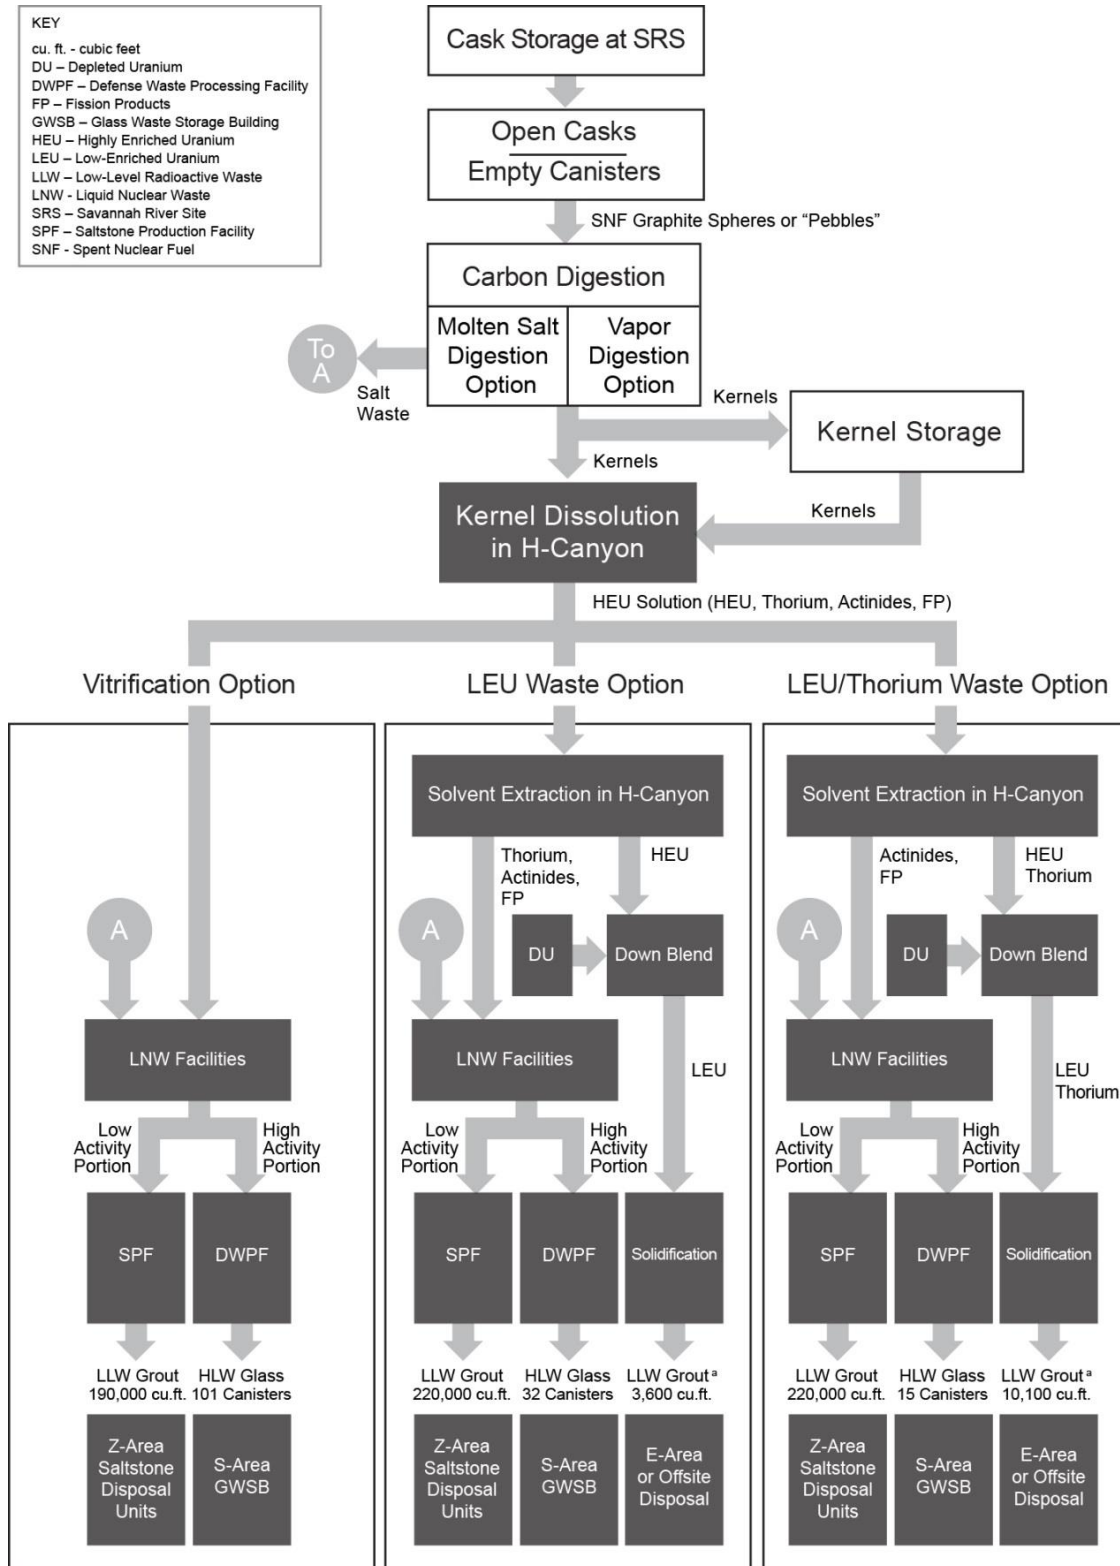 KEY
cu. ft. - cubic feet
DU – Depleted Uranium
DWPF – Defense Waste Processing Facility
FP – Fission Products
GWSB – Glass Waste Storage Building
HEU – Highly Enriched Uranium
LEU – Low-Enriched Uranium
LLW – Low-Level Radioactive Waste
LNW - Liquid Nuclear Waste
SRS – Savannah River Site
SPF – Saltstone Production Facility
SNF - Spent Nuclear Fuel
Cask Storage at SRS
Open Casks
Empty Canisters
SNF Graphite Spheres or “Pebbles”
Carbon Digestion
Molten Salt
Digestion
Option
Vapor
Digestion
Option
To
A
Salt
Waste
Kernels
Kernel Storage
Kernels
Kernels
Kernel Dissolution
in H-Canyon
HEU Solution (HEU, Thorium, Actinides, FP)
Vitrification Option
A
LNW Facilities
Low
Activity
Portion
High
Activity
Portion
SPF
DWPF
LLW Grout
190,000 cu.ft.
HLW Glass
101 Canisters
Z-Area
Saltstone
Disposal
Units
S-Area
GWSB
LEU Waste Option
Solvent Extraction in H-Canyon
Thorium,
Actinides,
FP
HEU
A
DU
Down Blend
LNW Facilities
LEU
Low
Activity
Portion
High
Activity
Portion
SPF
DWPF
Solidification
LLW Grout
220,000 cu.ft.
HLW Glass
32 Canisters
LLW Grout a
3,600 cu.ft.
Z-Area
Saltstone
Disposal
Units
S-Area
GWSB
E-Area
or Offsite
Disposal
LEU/Thorium Waste Option
Solvent Extraction in H-Canyon
Actinides,
FP
HEU
Thorium
A
DU
Down Blend
LNW Facilities
LEU
Thorium
Low
Activity
Portion
High
Activity
Portion
SPF
DWPF
Solidification
LLW Grout
220,000 cu.ft.
HLW Glass
15 Canisters
LLW Grout a
10,100 cu.ft.
Z-Area
Saltstone
Disposal
Units
S-Area
GWSB
E-Area
or Offsite
Disposal